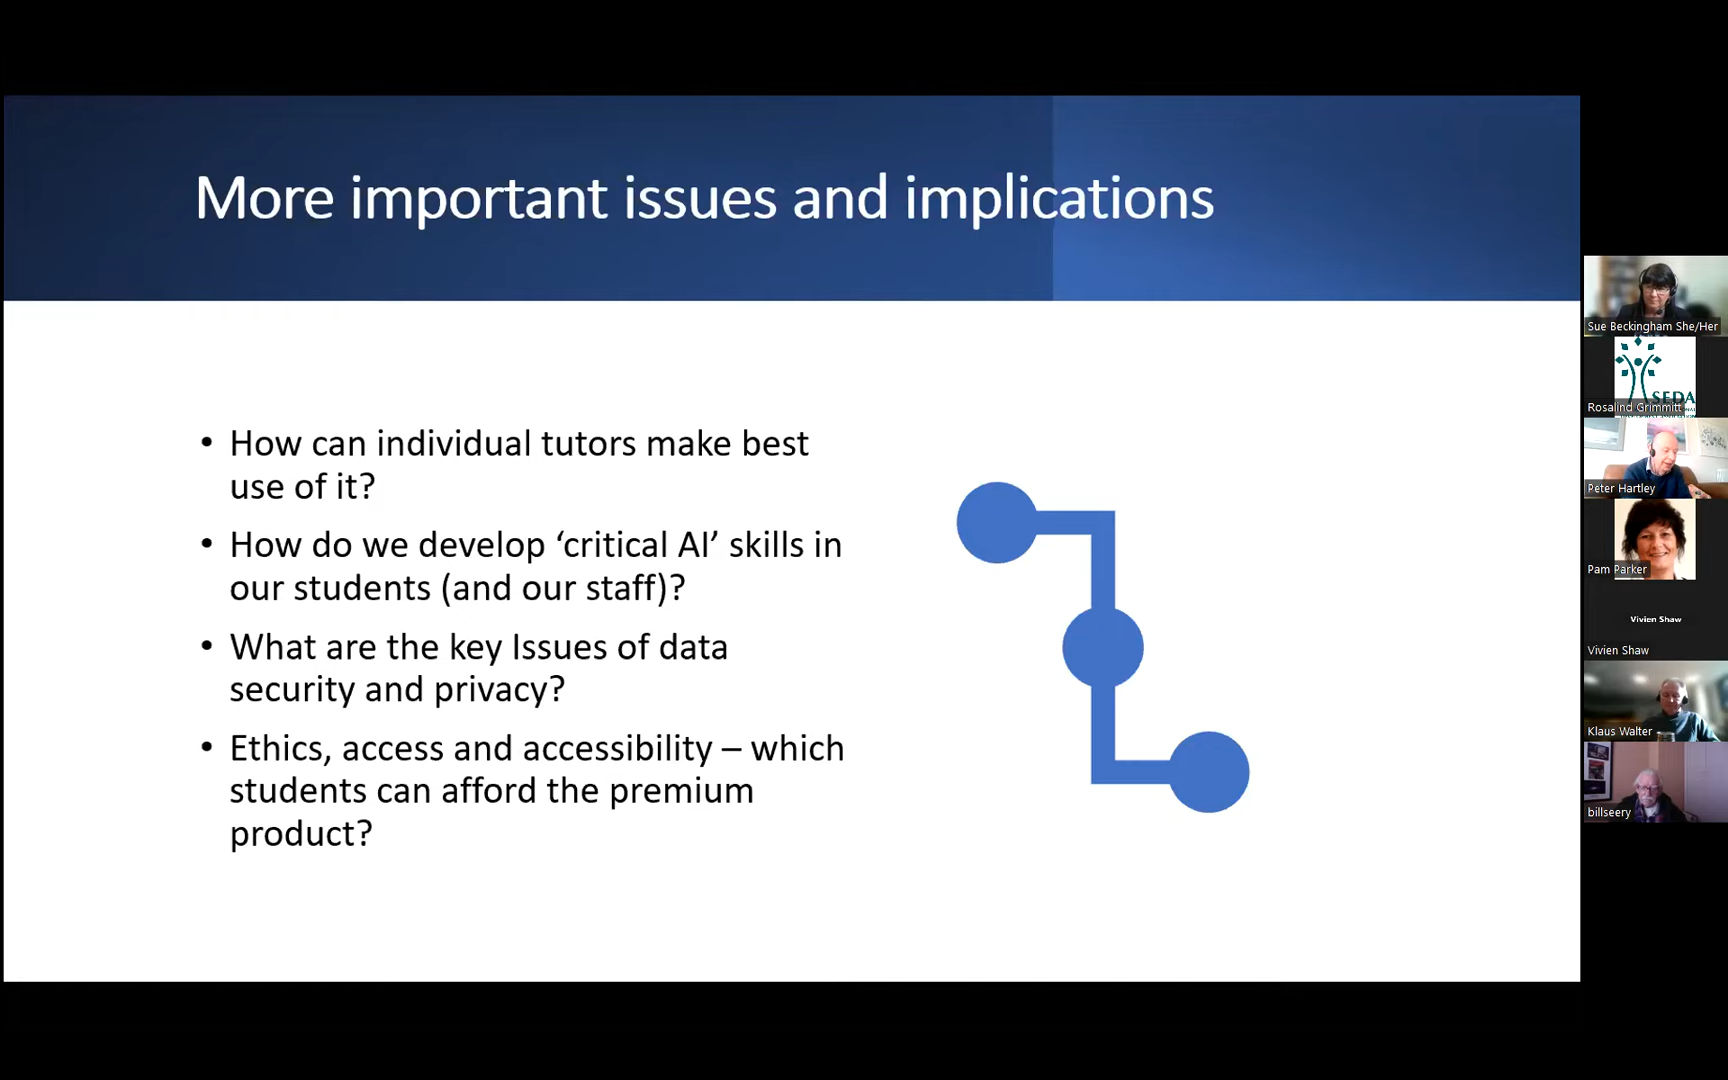 More important issues and implications
• How can individual tutors make best
use of it?
• How do we develop ‘critical AI’ skills in
our students (and our staff)?
• What are the key Issues of data
security and privacy?
• Ethics, access and accessibility – which
students can afford the premium
product?
Sue Beckingham She/Her
SEDA
Rosalind Grimmitt
Peter Hartley
Pam Parker
Vivien Shaw
Vivien Shaw
Klaus Walter
billseery